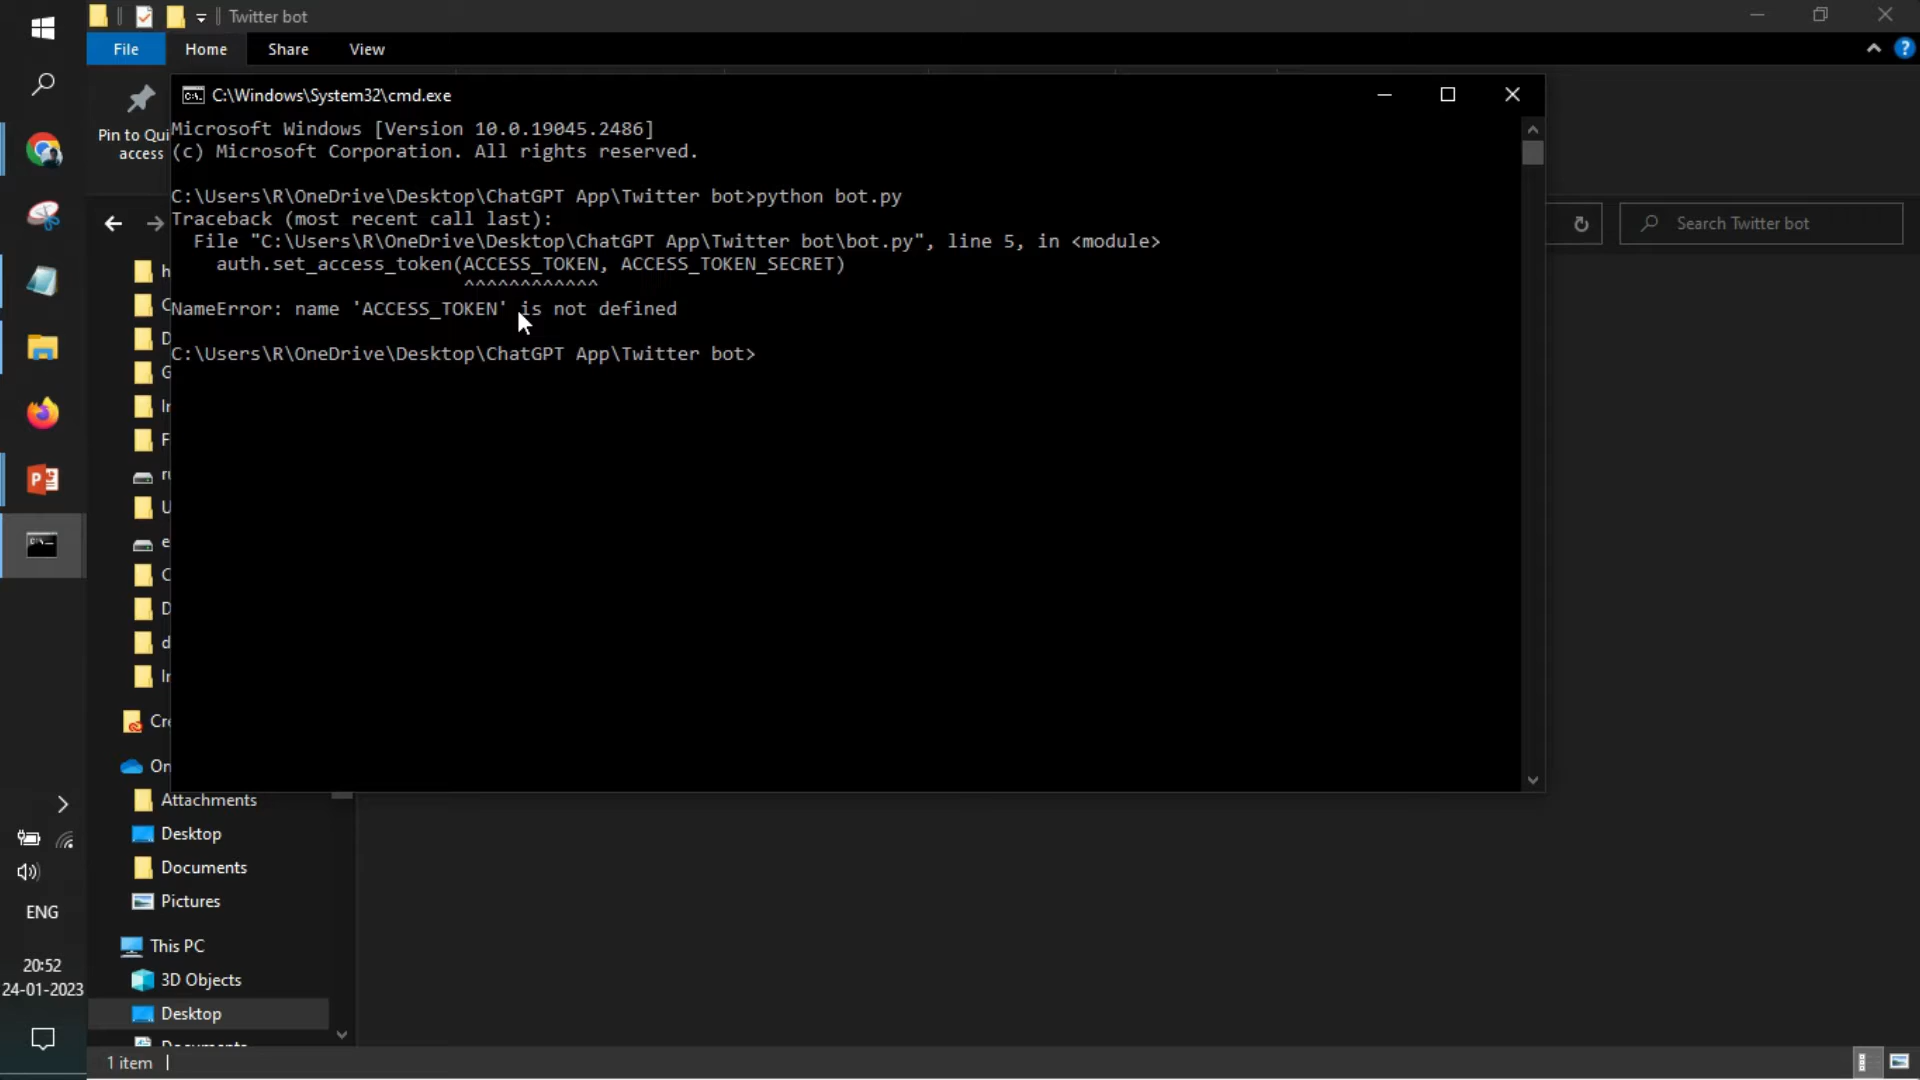 Twitter bot
File Home Share View
Pin to Qui
access
C:\Windows\System32\cmd.exe
Microsoft Windows [Version 10.0.19045.2486]
(c) Microsoft Corporation. All rights reserved.
C:\Users\R\OneDrive\Desktop\ChatGPT App\Twitter bot>python bot.py
Traceback (most recent call last):
File "C:\Users\R\OneDrive\Desktop\ChatGPT App\Twitter bot\bot.py", line 5, in <module>
auth.set_access_token(ACCESS_TOKEN, ACCESS_TOKEN_SECRET)
^^^^^^^^^^^^
NameError: name 'ACCESS_TOKEN' is not defined
C:\Users\R\OneDrive\Desktop\ChatGPT App\Twitter bot>
Search Twitter bot
Cre
On
Attachments
Desktop
Documents
Pictures
This PC
3D Objects
Desktop
1 item
ENG
20:52
24-01-2023